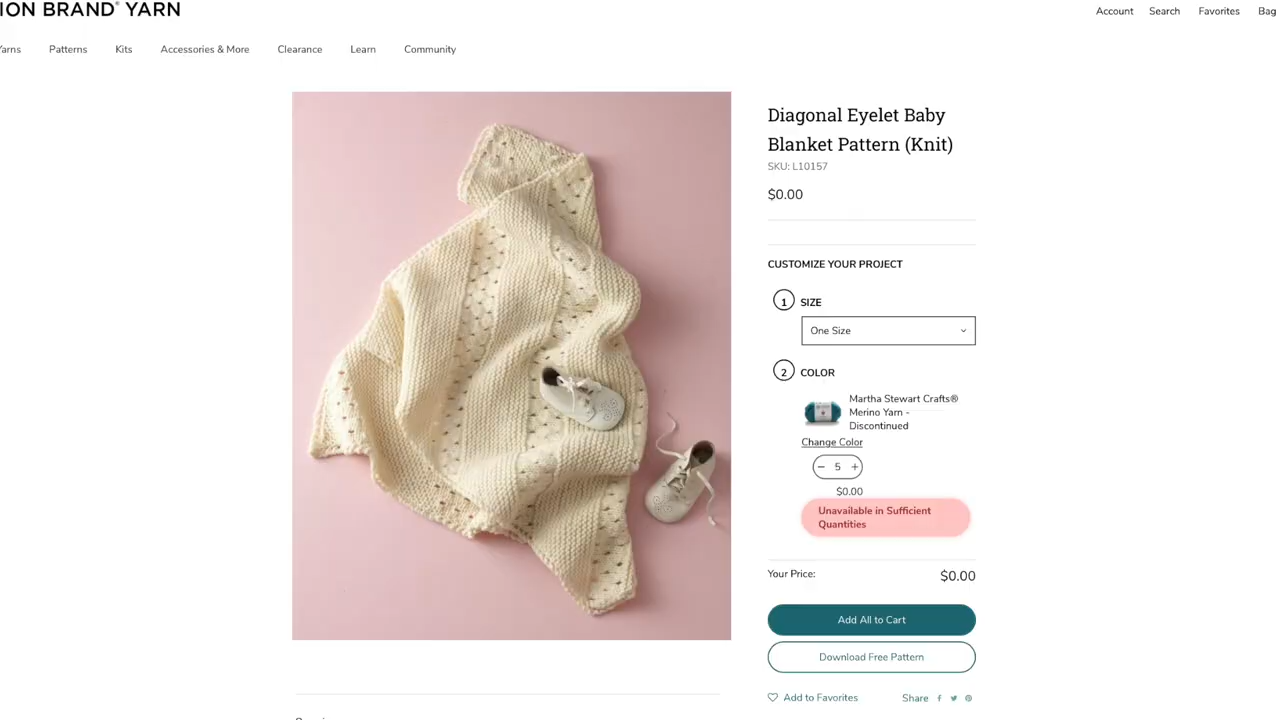 ION BRAND® YARN
Account Search Favorites Bag
Yarns Patterns Kits Accessories & More Clearance Learn Community
Diagonal Eyelet Baby
Blanket Pattern (Knit)
SKU: L10157
$0.00
CUSTOMIZE YOUR PROJECT
1 SIZE
One Size
2 COLOR
Martha Stewart Crafts®
Merino Yarn -
Discontinued
Change Color
− 5 +
$0.00
Unavailable in Sufficient
Quantities
Your Price: $0.00
Add All to Cart
Download Free Pattern
Add to Favorites Share